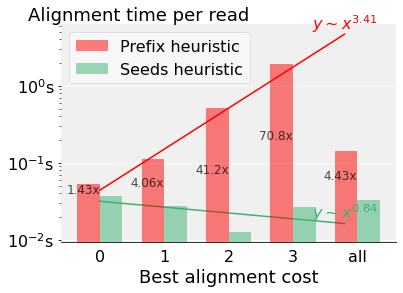 Alignment time per read
y ~ x^3.41
Prefix heuristic
Seeds heuristic
10^0s
10^−1s
10^−2s
1.43x
4.06x
41.2x
70.8x
4.43x
y ~ x^0.84
0 1 2 3 all
Best alignment cost